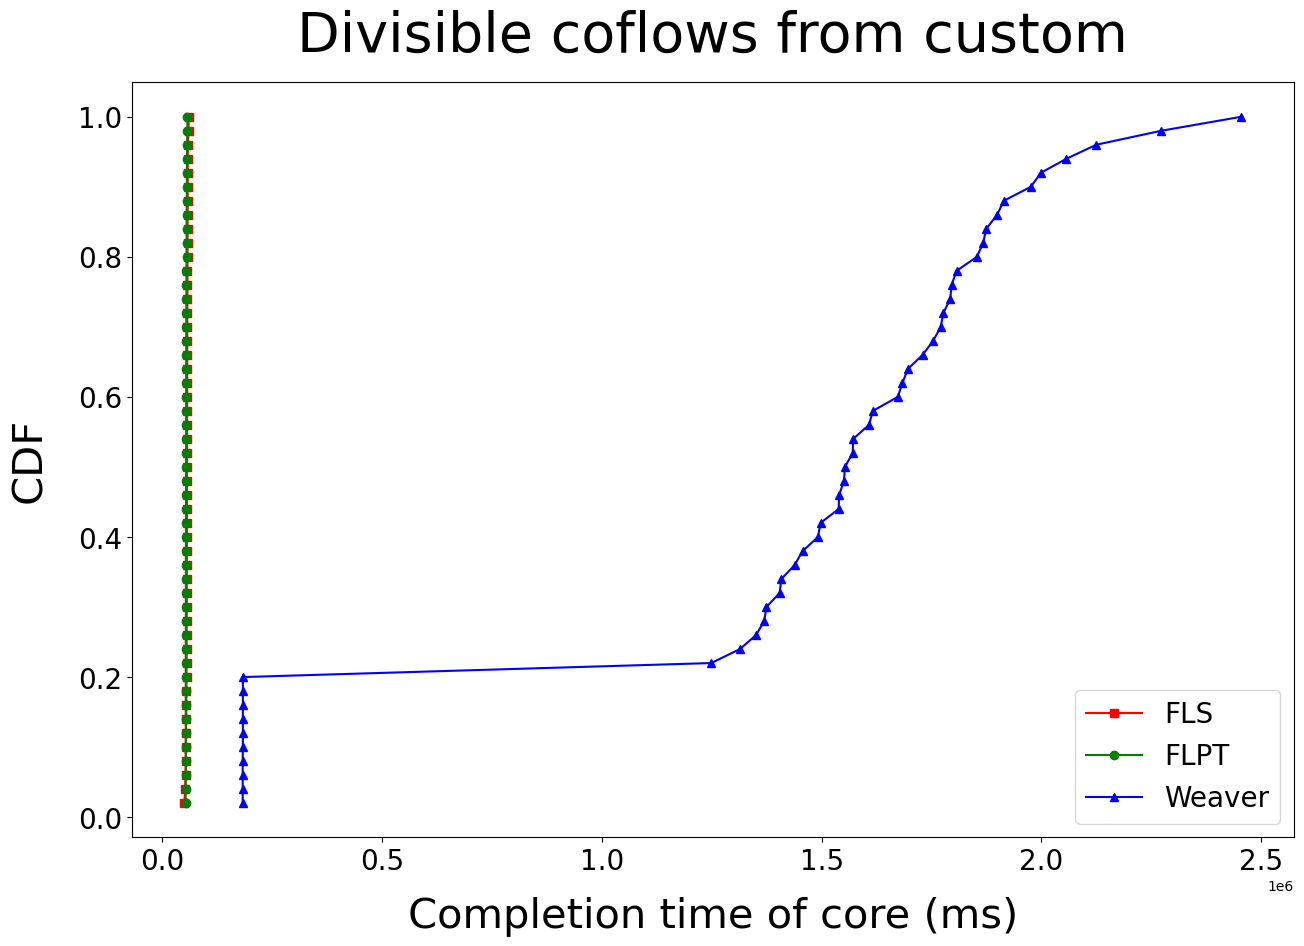 Divisible coflows from custom
CDF
1.0
0.8
0.6
0.4
0.2
0.0
FLS
FLPT
Weaver
0.0 0.5 1.0 1.5 2.0 2.5
1e6
Completion time of core (ms)